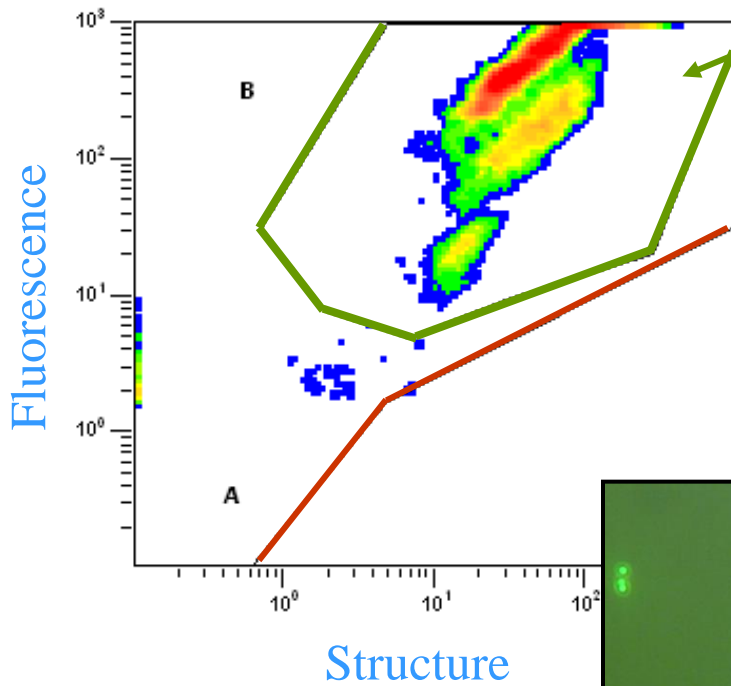 10³
B
10²
Fluorescence
10¹
10⁰
A
10⁰ 10¹ 10²
Structure